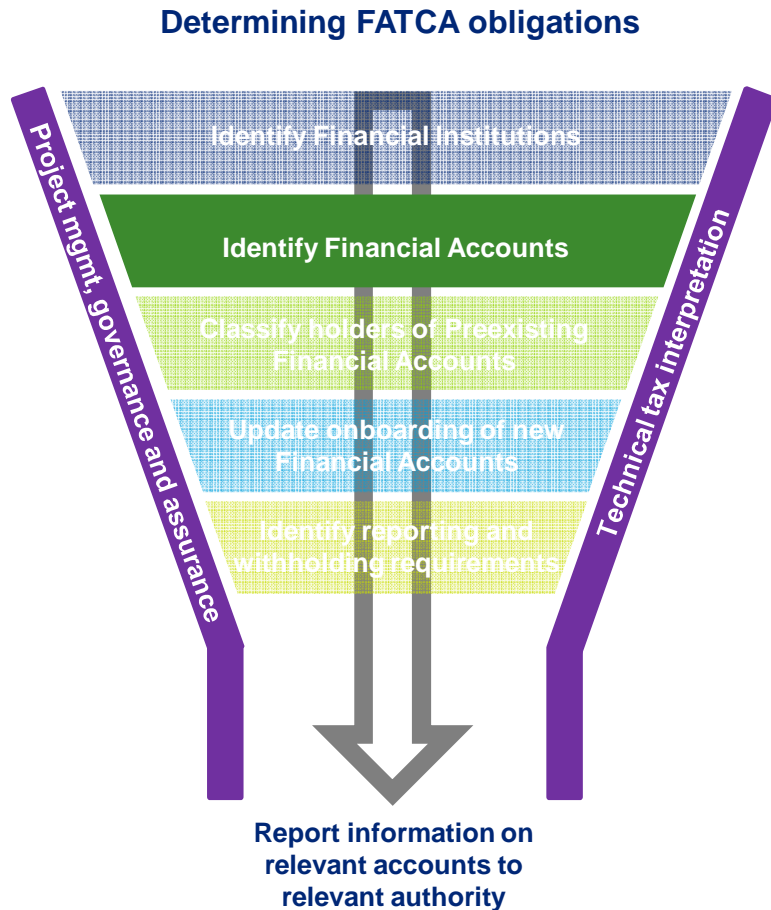 Determining FATCA obligations
Identify Financial Institutions
Identify Financial Accounts
Classify holders of Preexisting
Financial Accounts
Update onboarding of new
Financial Accounts
Identify reporting and
withholding requirements
Project mgmt, governance and assurance
Technical tax interpretation
Report information on
relevant accounts to
relevant authority